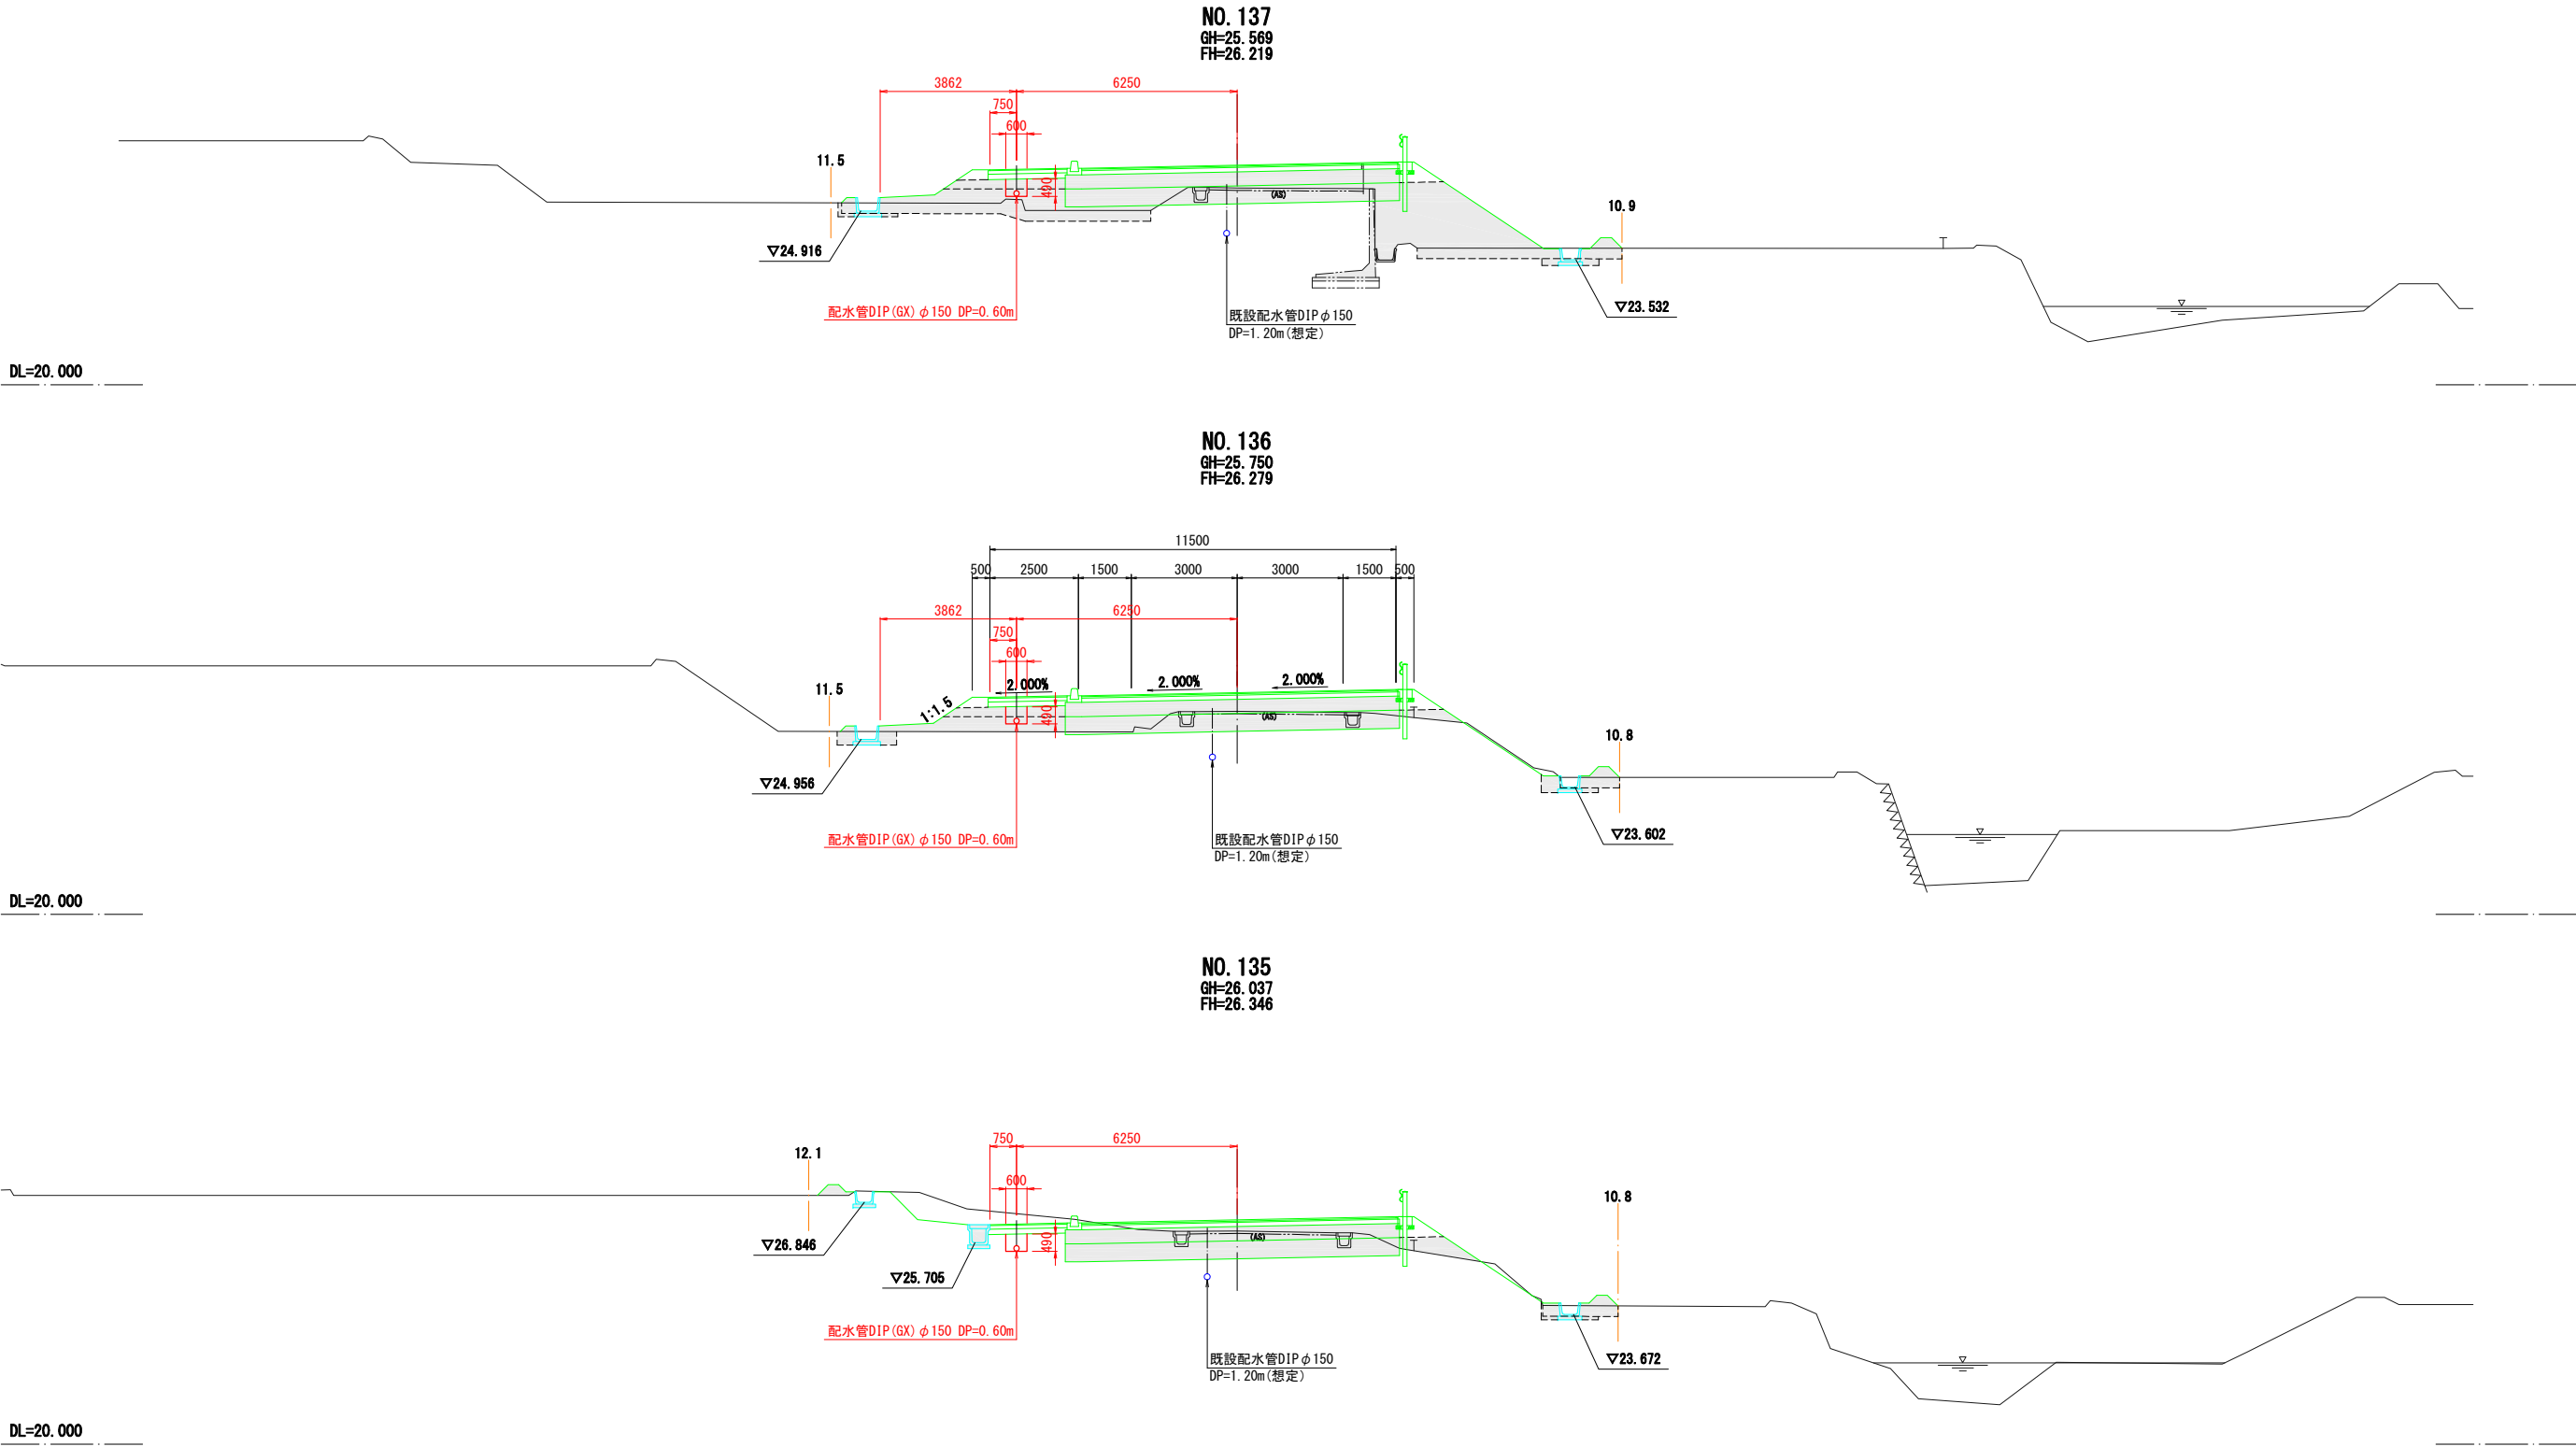 NO. 137
GH=25. 569
FH=26. 219
3862
6250
750
600
490
11. 5
(AS)
10. 9
▽24. 916
配水管DIP(GX)φ150 DP=0. 60m
既設配水管DIPφ150
DP=1. 20m(想定)
▽23. 532
DL=20. 000
NO. 136
GH=25. 750
FH=26. 279
11500
500
2500
1500
3000
3000
1500
500
3862
6250
750
600
490
2. 000%
2. 000%
2. 000%
11. 5
1:1. 5
(AS)
10. 8
▽24. 956
配水管DIP(GX)φ150 DP=0. 60m
既設配水管DIPφ150
DP=1. 20m(想定)
▽23. 602
DL=20. 000
NO. 135
GH=26. 037
FH=26. 346
750
6250
600
490
12. 1
(AS)
10. 8
▽26. 846
▽25. 705
配水管DIP(GX)φ150 DP=0. 60m
既設配水管DIPφ150
DP=1. 20m(想定)
▽23. 672
DL=20. 000